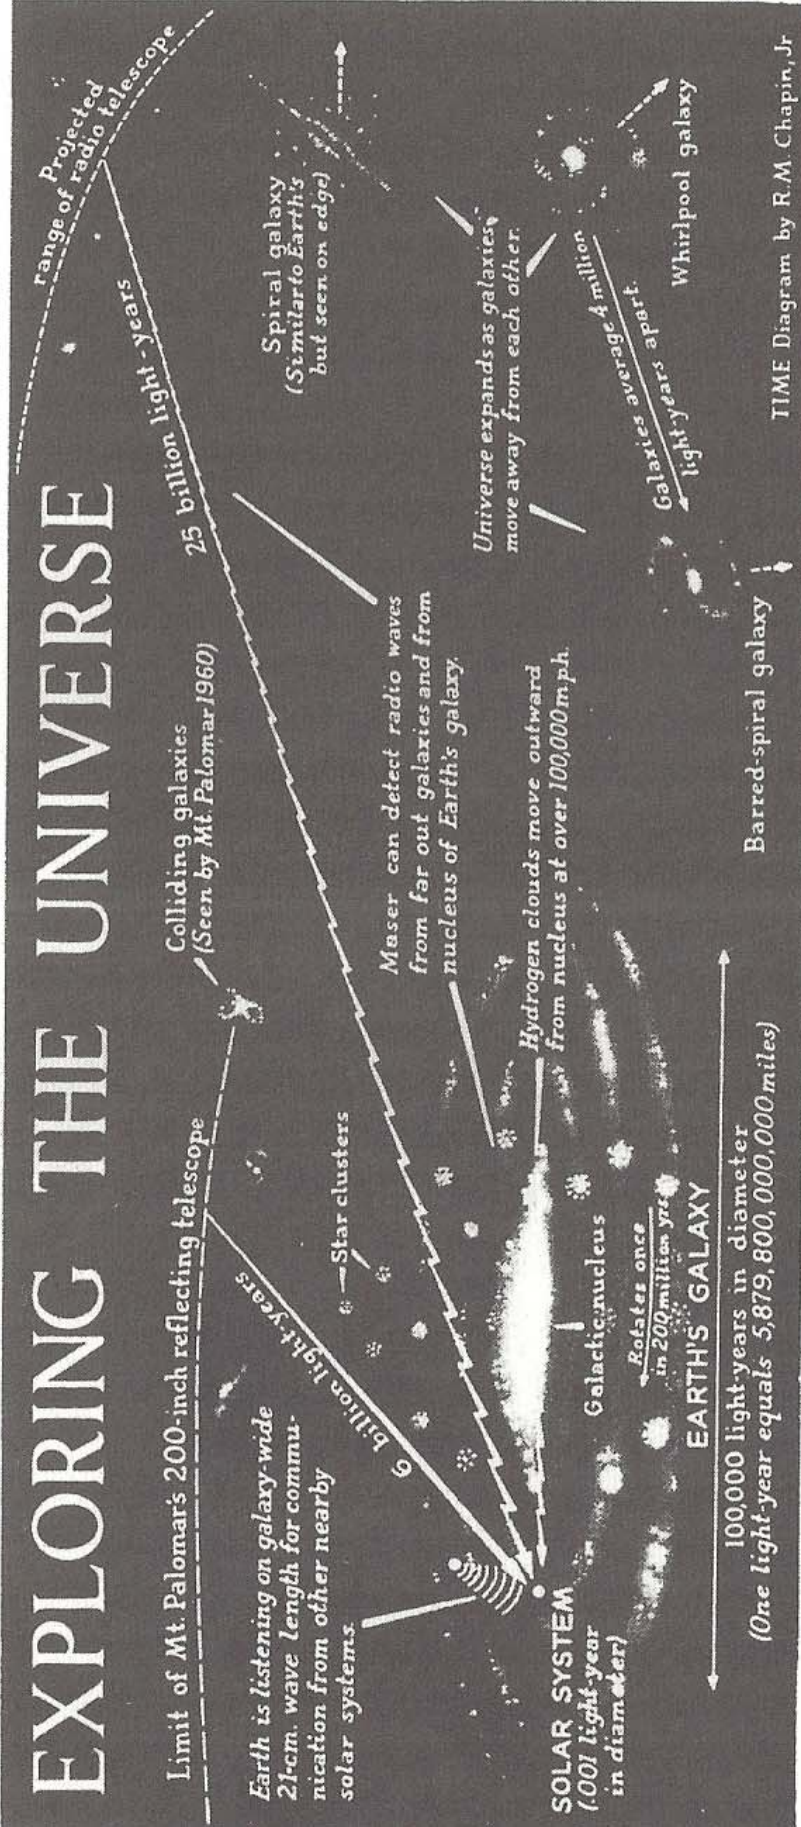 EXPLORING THE UNIVERSE
Limit of Mt. Palomar's 200-inch reflecting telescope
Earth is listening on galaxy-wide
21-cm. wave length for commu-
nication from other nearby
solar systems.
6 billion light-years
Star clusters
Colliding galaxies
(Seen by Mt. Palomar 1960)
25 billion light-years
Projected
range of radio telescope
Spiral galaxy
(Similar to Earth's
but seen on edge)
Maser can detect radio waves
from far out galaxies and from
nucleus of Earth's galaxy.
Universe expands as galaxies
move away from each other.
Hydrogen clouds move outward
from nucleus at over 100,000 m.p.h.
Galaxies average 4 million
light-years apart.
Whirlpool galaxy
Barred-spiral galaxy
SOLAR SYSTEM
(.001 light-year
in diameter)
Galactic nucleus
Rotates once
in 200 million yrs.
EARTH'S GALAXY
100,000 light-years in diameter
(One light-year equals 5,879,800,000,000 miles)
TIME Diagram by R.M. Chapin, Jr